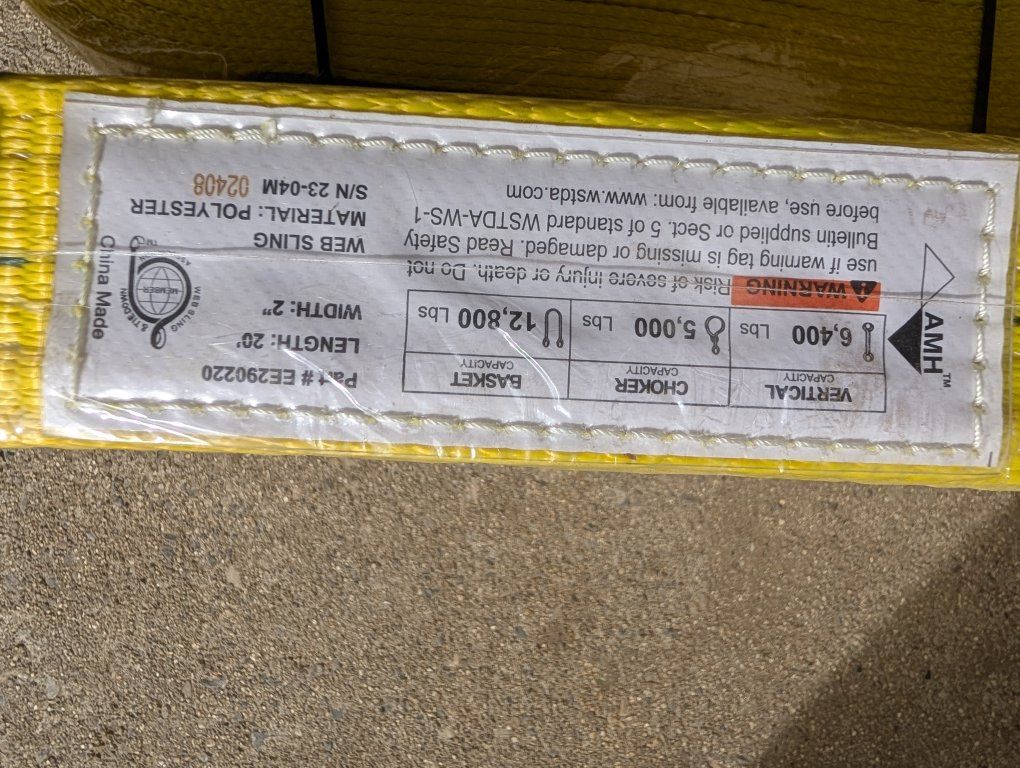 AMH™
VERTICAL
CAPACITY
6,400 Lbs
CHOKER
CAPACITY
5,000 Lbs
BASKET
CAPACITY
12,800 Lbs
WARNING Risk of severe injury or death. Do not
use if warning tag is missing or damaged. Read Safety
Bulletin supplied or Sect. 5 of standard WSTDA-WS-1
before use, available from: www.wstda.com
Part # EE290220
LENGTH: 20'
WIDTH: 2"
WEB SLING
MATERIAL: POLYESTER
S/N 23-04M 02408
WEB SLING
& TIEDOWN
MEMBER
TM
China Made